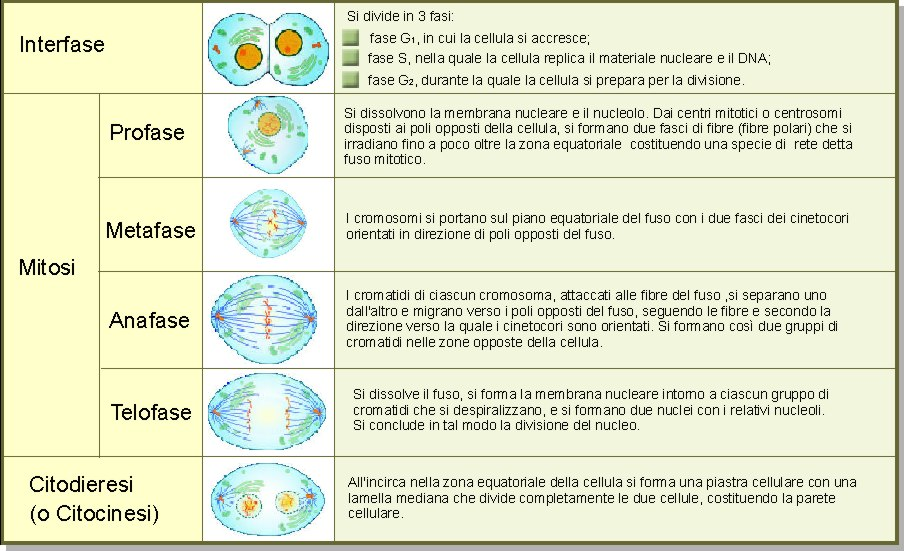 Interfase
Si divide in 3 fasi:
fase G₁, in cui la cellula si accresce;
fase S, nella quale la cellula replica il materiale nucleare e il DNA;
fase G₂, durante la quale la cellula si prepara per la divisione.
Mitosi
Profase
Si dissolvono la membrana nucleare e il nucleolo. Dai centri mitotici o centrosomi
disposti ai poli opposti della cellula, si formano due fasci di fibre (fibre polari) che si
irradiano fino a poco oltre la zona equatoriale costituendo una specie di rete detta
fuso mitotico.
Metafase
I cromosomi si portano sul piano equatoriale del fuso con i due fasci dei cinetocori
orientati in direzione di poli opposti del fuso.
Anafase
I cromatidi di ciascun cromosoma, attaccati alle fibre del fuso ,si separano uno
dall'altro e migrano verso i poli opposti del fuso, seguendo le fibre e secondo la
direzione verso la quale i cinetocori sono orientati. Si formano così due gruppi di
cromatidi nelle zone opposte della cellula.
Telofase
Si dissolve il fuso, si forma la membrana nucleare intorno a ciascun gruppo di
cromatidi che si despiralizzano, e si formano due nuclei con i relativi nucleoli.
Si conclude in tal modo la divisione del nucleo.
Citodieresi
(o Citocinesi)
All'incirca nella zona equatoriale della cellula si forma una piastra cellulare con una
lamella mediana che divide completamente le due cellule, costituendo la parete
cellulare.